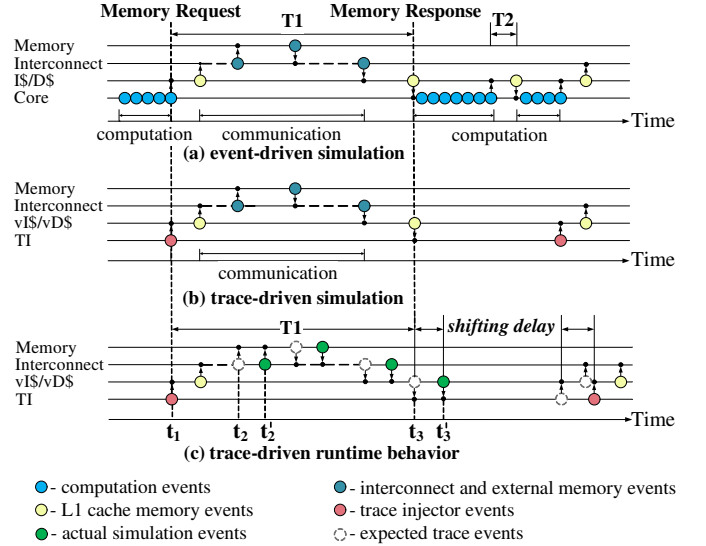 Memory Request T1 Memory Response T2
Memory
Interconnect
I$/D$
Core
Time
computation communication computation
(a) event-driven simulation
Memory
Interconnect
vI$/vD$
TI
Time
communication
(b) trace-driven simulation
T1 shifting delay
Memory
Interconnect
vI$/vD$
TI
Time
t1 t2 t2' t3 t3'
(c) trace-driven runtime behavior
- computation events - interconnect and external memory events
- L1 cache memory events - trace injector events
- actual simulation events - expected trace events